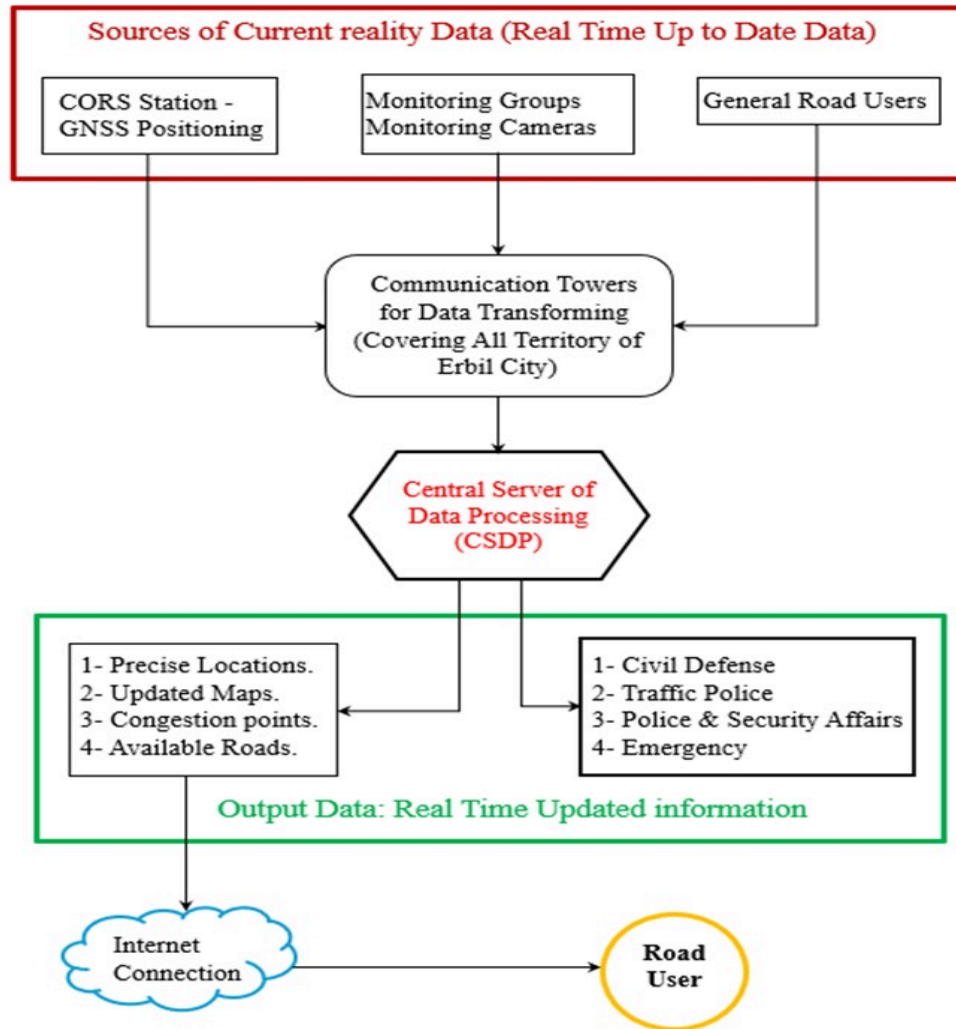 Sources of Current reality Data (Real Time Up to Date Data)
CORS Station -
GNSS Positioning
Monitoring Groups
Monitoring Cameras
General Road Users
Communication Towers
for Data Transforming
(Covering All Territory of
Erbil City)
Central Server of
Data Processing
(CSDP)
1- Precise Locations.
2- Updated Maps.
3- Congestion points.
4- Available Roads.
1- Civil Defense
2- Traffic Police
3- Police & Security Affairs
4- Emergency
Output Data: Real Time Updated information
Internet
Connection
Road
User